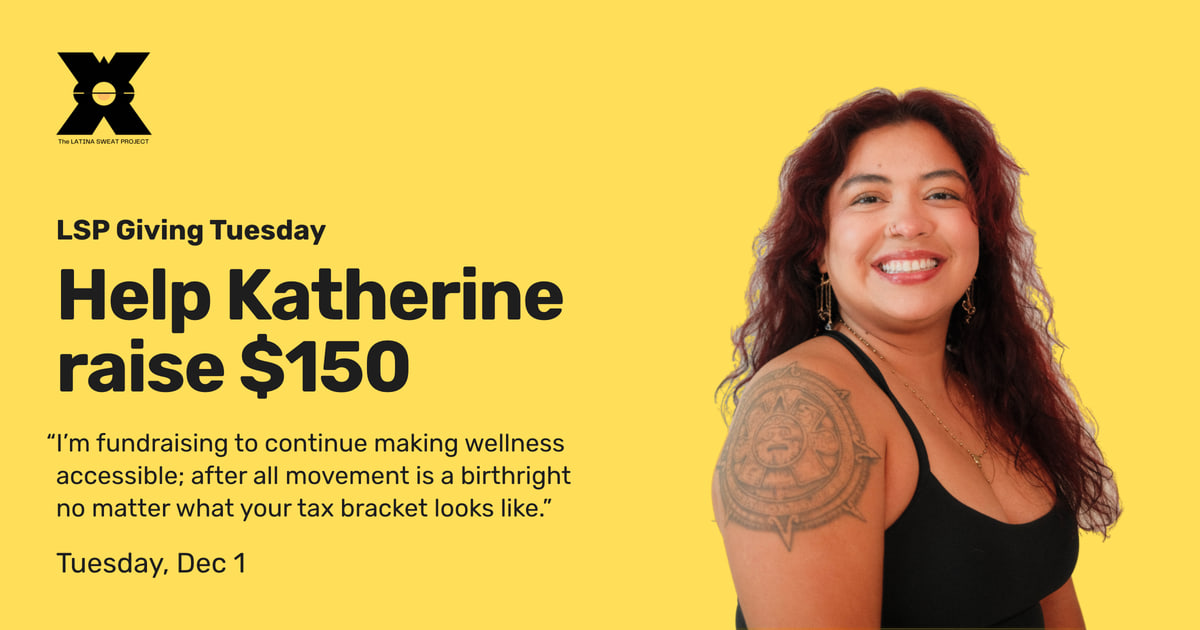 The LATINA SWEAT PROJECT
LSP Giving Tuesday
Help Katherine
raise $150
“I’m fundraising to continue making wellness
accessible; after all movement is a birthright
no matter what your tax bracket looks like.”
Tuesday, Dec 1